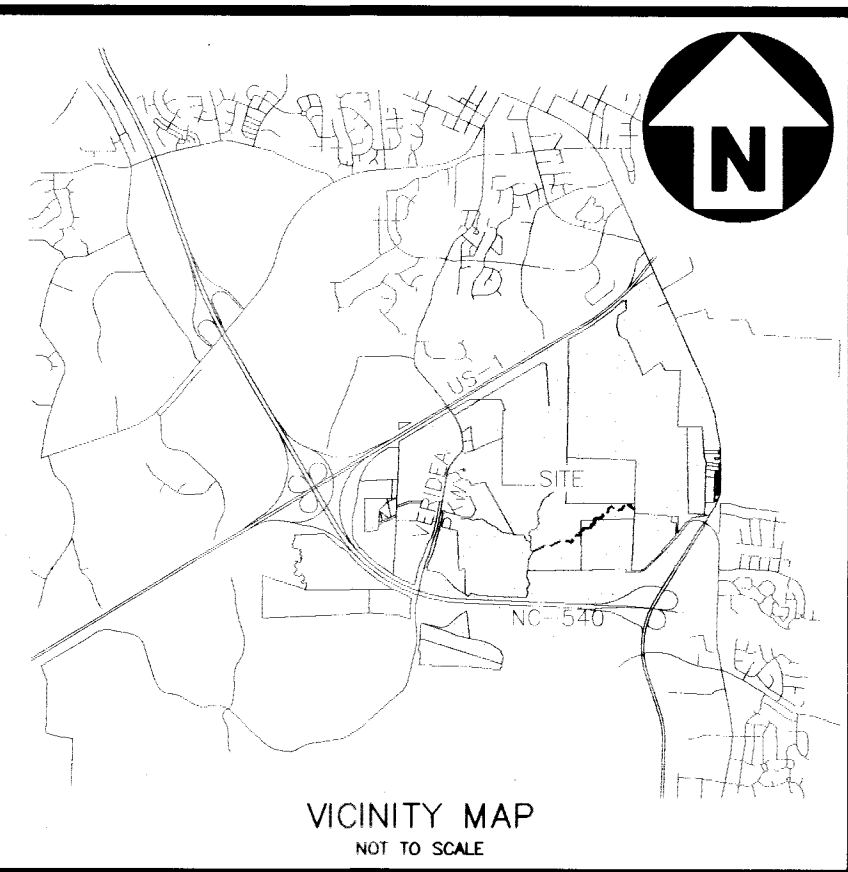 N
US-1
SITE
VERIDEA
PKWY.
NC-540
VICINITY MAP
NOT TO SCALE